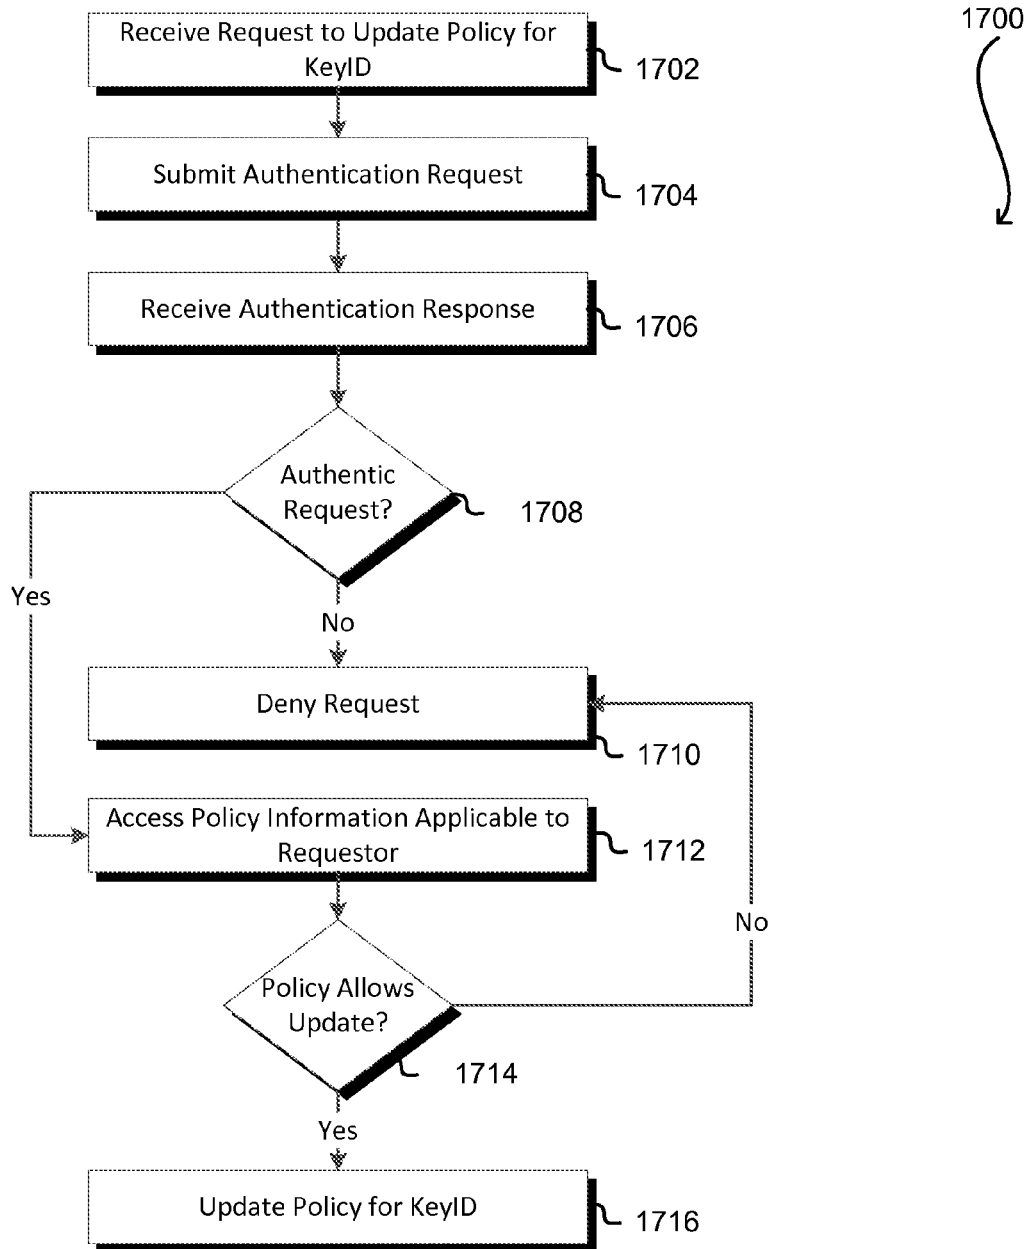 1700
Receive Request to Update Policy for
KeyID
1702
Submit Authentication Request
1704
Receive Authentication Response
1706
Authentic
Request?
1708
Yes
No
Deny Request
1710
Access Policy Information Applicable to
Requestor
1712
No
Policy Allows
Update?
1714
Yes
Update Policy for KeyID
1716